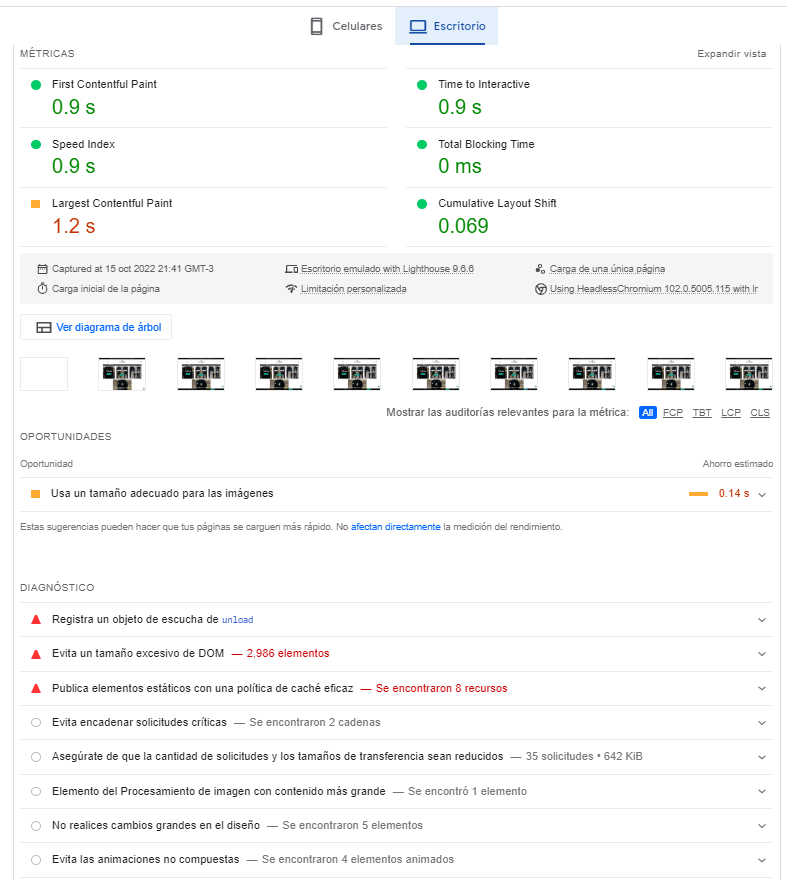 Celulares
Escritorio
MÉTRICAS
Expandir vista
First Contentful Paint
0.9 s
Time to Interactive
0.9 s
Speed Index
0.9 s
Total Blocking Time
0 ms
Largest Contentful Paint
1.2 s
Cumulative Layout Shift
0.069
Captured at 15 oct 2022 21:41 GMT-3
Escritorio emulado with Lighthouse 9.6.6
Carga de una única página
Carga inicial de la página
Limitación personalizada
Using HeadlessChromium 102.0.5005.115 with lr
Ver diagrama de árbol
Mostrar las auditorías relevantes para la métrica: All FCP TBT LCP CLS
OPORTUNIDADES
Oportunidad
Ahorro estimado
Usa un tamaño adecuado para las imágenes
0.14 s
Estas sugerencias pueden hacer que tus páginas se carguen más rápido. No afectan directamente la medición del rendimiento.
DIAGNÓSTICO
Registra un objeto de escucha de unload
Evita un tamaño excesivo de DOM — 2,986 elementos
Publica elementos estáticos con una política de caché eficaz — Se encontraron 8 recursos
Evita encadenar solicitudes críticas — Se encontraron 2 cadenas
Asegúrate de que la cantidad de solicitudes y los tamaños de transferencia sean reducidos — 35 solicitudes • 642 KiB
Elemento del Procesamiento de imagen con contenido más grande — Se encontró 1 elemento
No realices cambios grandes en el diseño — Se encontraron 5 elementos
Evita las animaciones no compuestas — Se encontraron 4 elementos animados